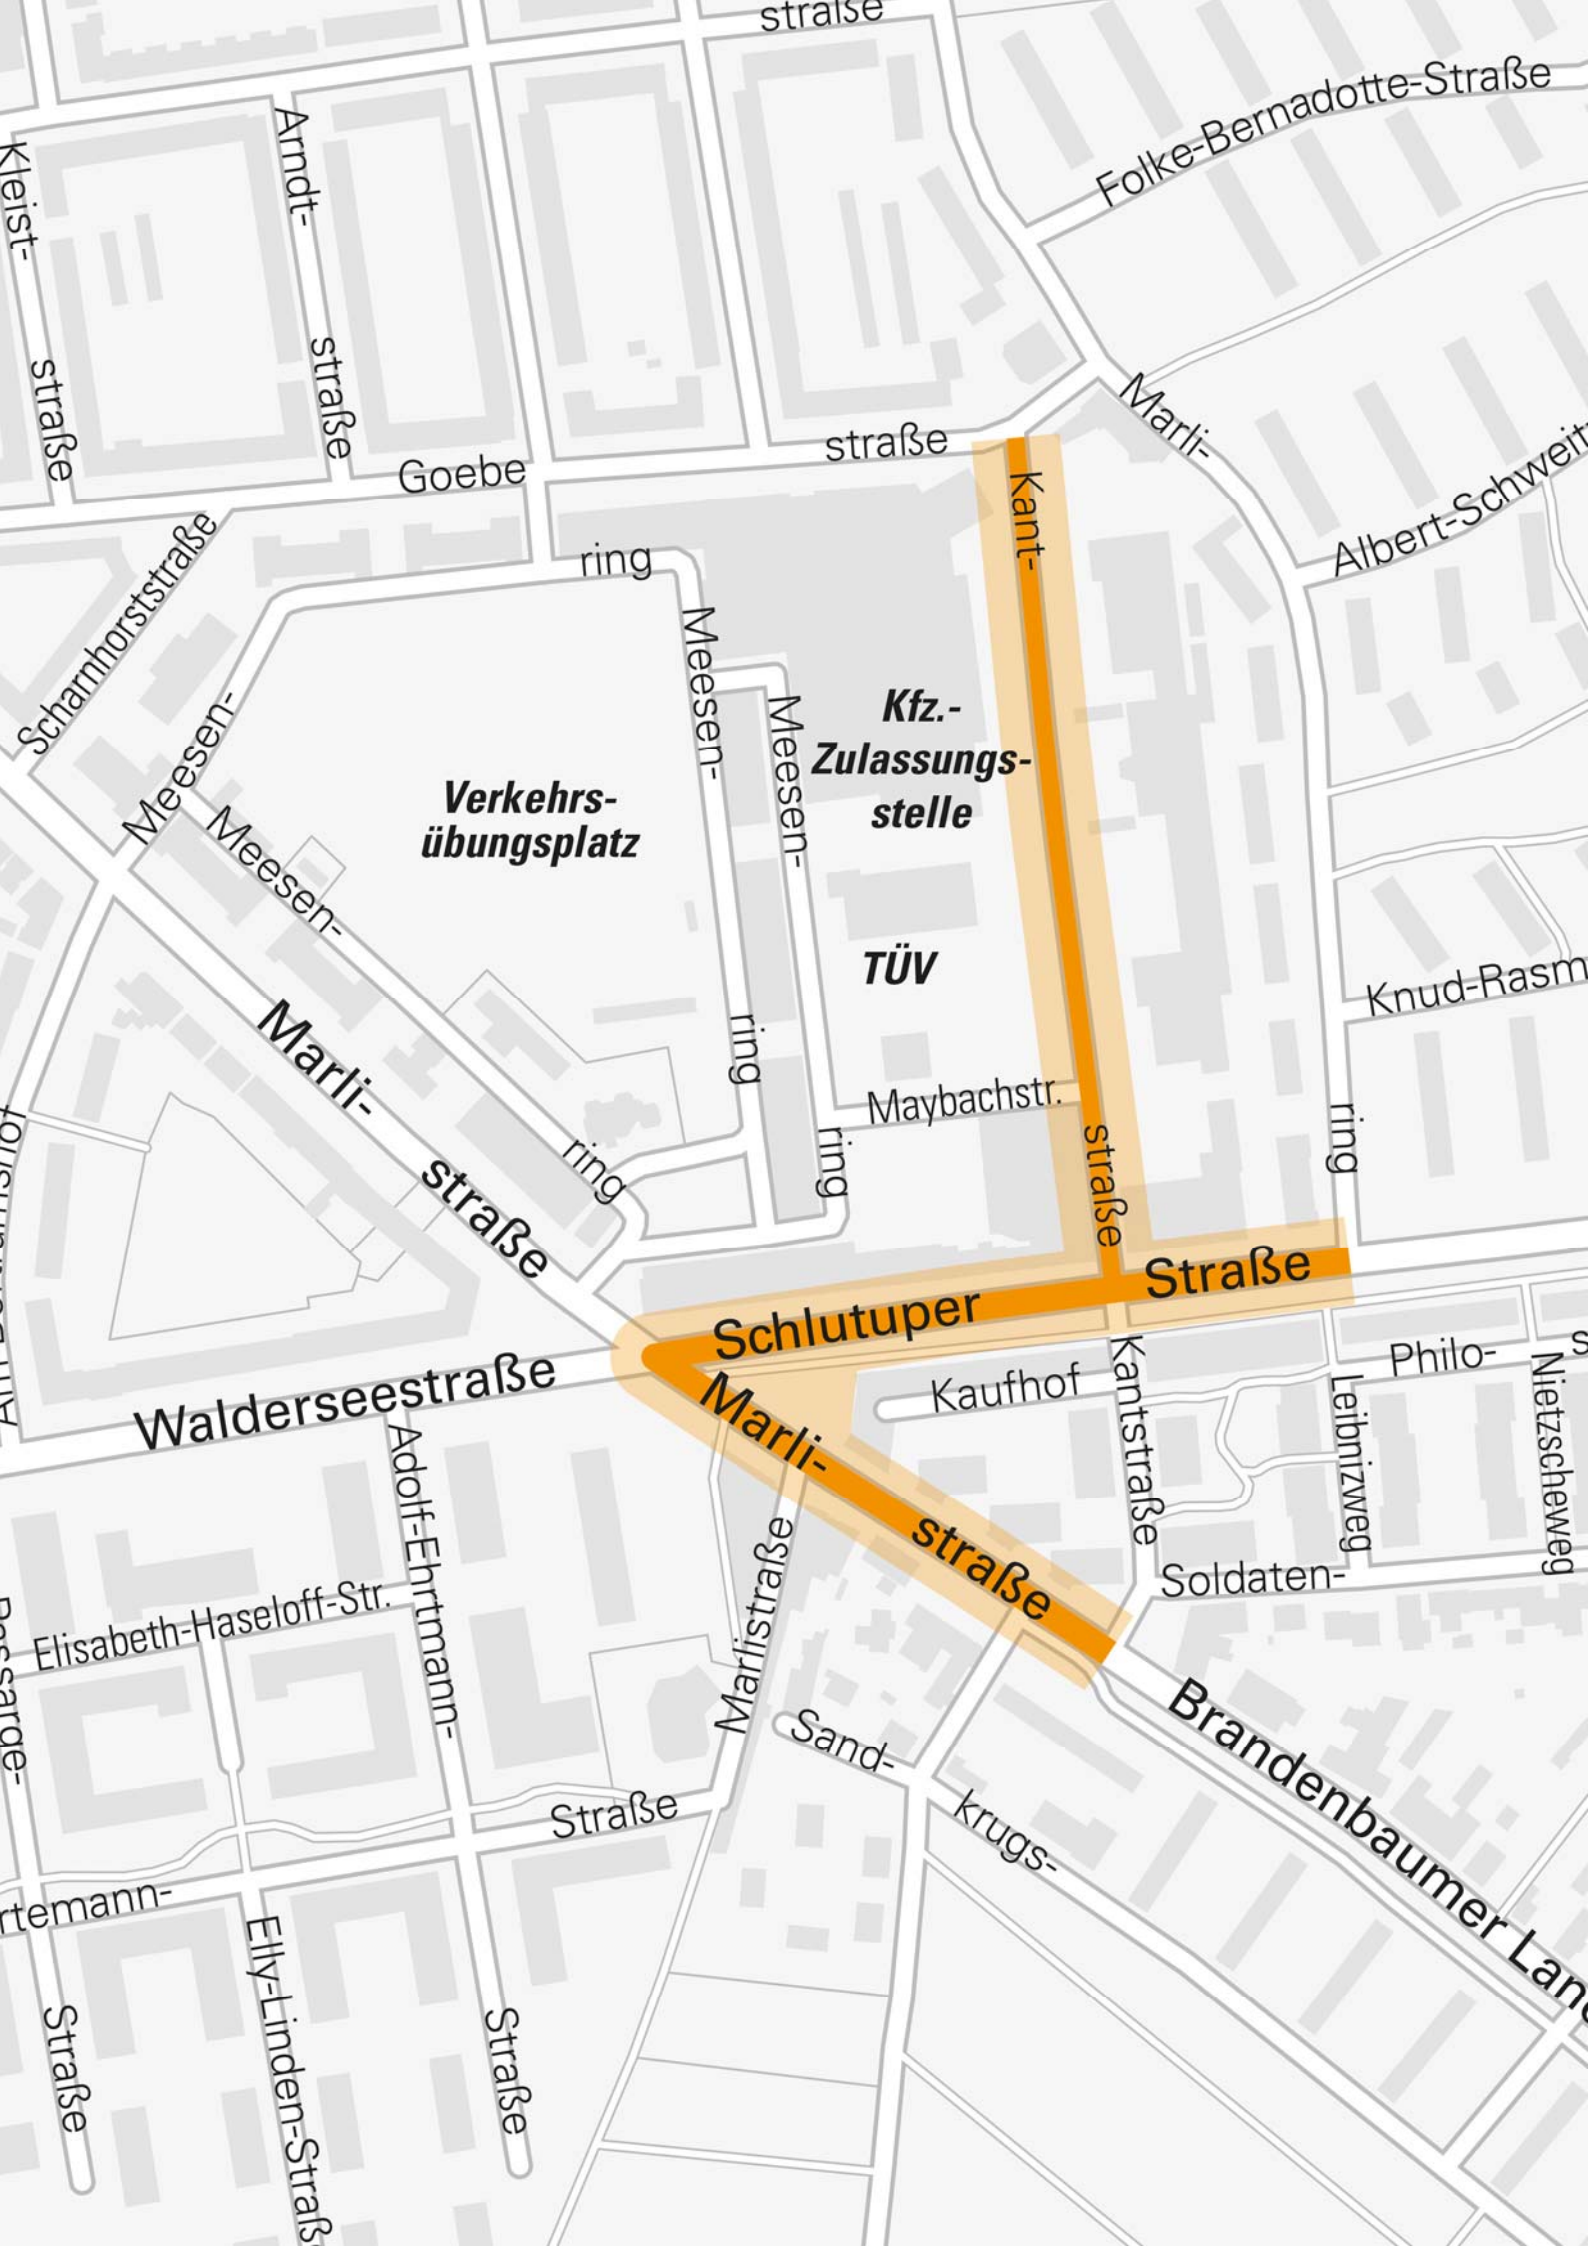 straße
Folke-Bernadotte-Straße
Kleist-
straße
Arndt-
straße
Goebe
straße
Marli-
Albert-Schweit
Kant-
Scharnhorststraße
ring
Meesen-
Meesen-
Meesen-
Meesen-
Kfz.-
Zulassungs-
stelle
Verkehrs-
übungsplatz
TÜV
Knud-Rasm
Marli-
straße
ring
ring
ring
Maybachstr.
straße
ring
Schlutuper
Straße
Walderseestraße
Marli-
straße
Kaufhof
Kantstraße
Philo-
s
Leibnizweg
Nietzscheweg
Soldaten-
Adolf-Ehrtmann-
Elisabeth-Haseloff-Str.
Marlistraße
Sand-
krugs-
Brandenbaumer Land
Straße
rtemann-
Elly-Linden-Straß
Straße
Straße